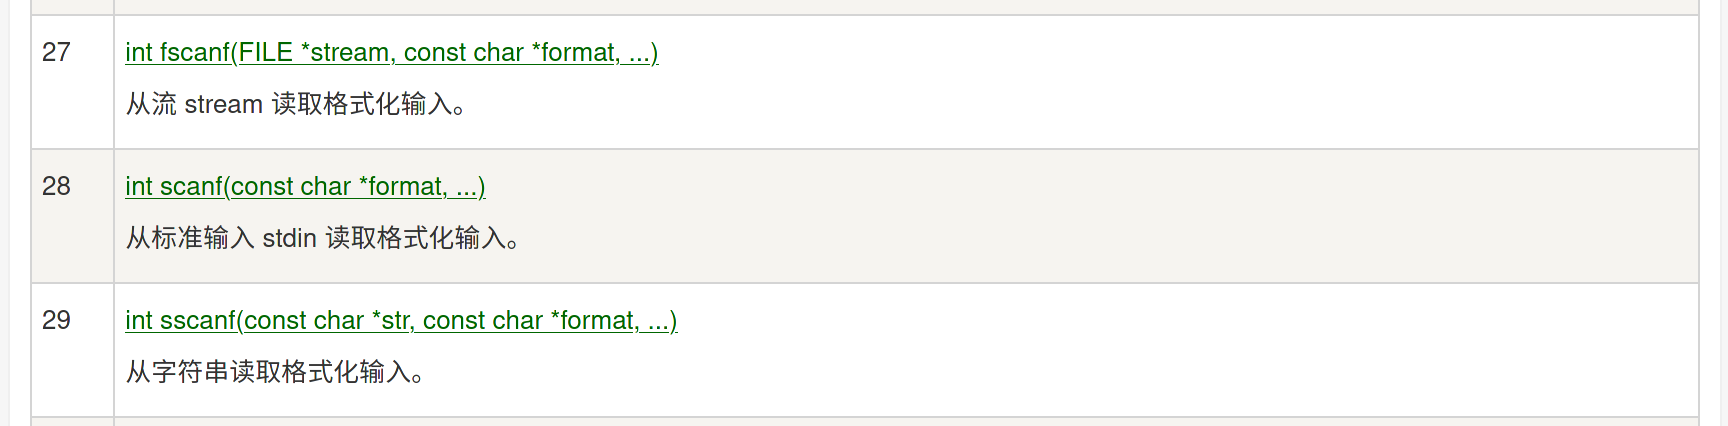 27
int fscanf(FILE *stream, const char *format, ...)
从流 stream 读取格式化输入。
28
int scanf(const char *format, ...)
从标准输入 stdin 读取格式化输入。
29
int sscanf(const char *str, const char *format, ...)
从字符串读取格式化输入。